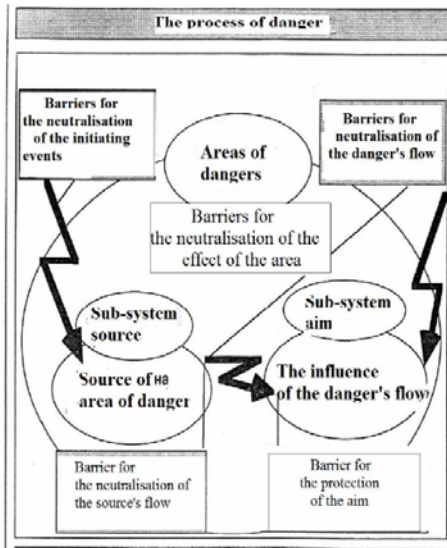 The process of danger
Barriers for
the neutralisation
of the initiating
events
Barriers for
neutralisation of
the danger's flow
Areas of
dangers
Barriers for
the neutralisation of the
effect of the area
Sub-system
source
Sub-system
aim
Source of на
area of danger
The influence
of the danger's flow
Barrier for
the neutralisation of
the source's flow
Barrier for
the protection
of the aim